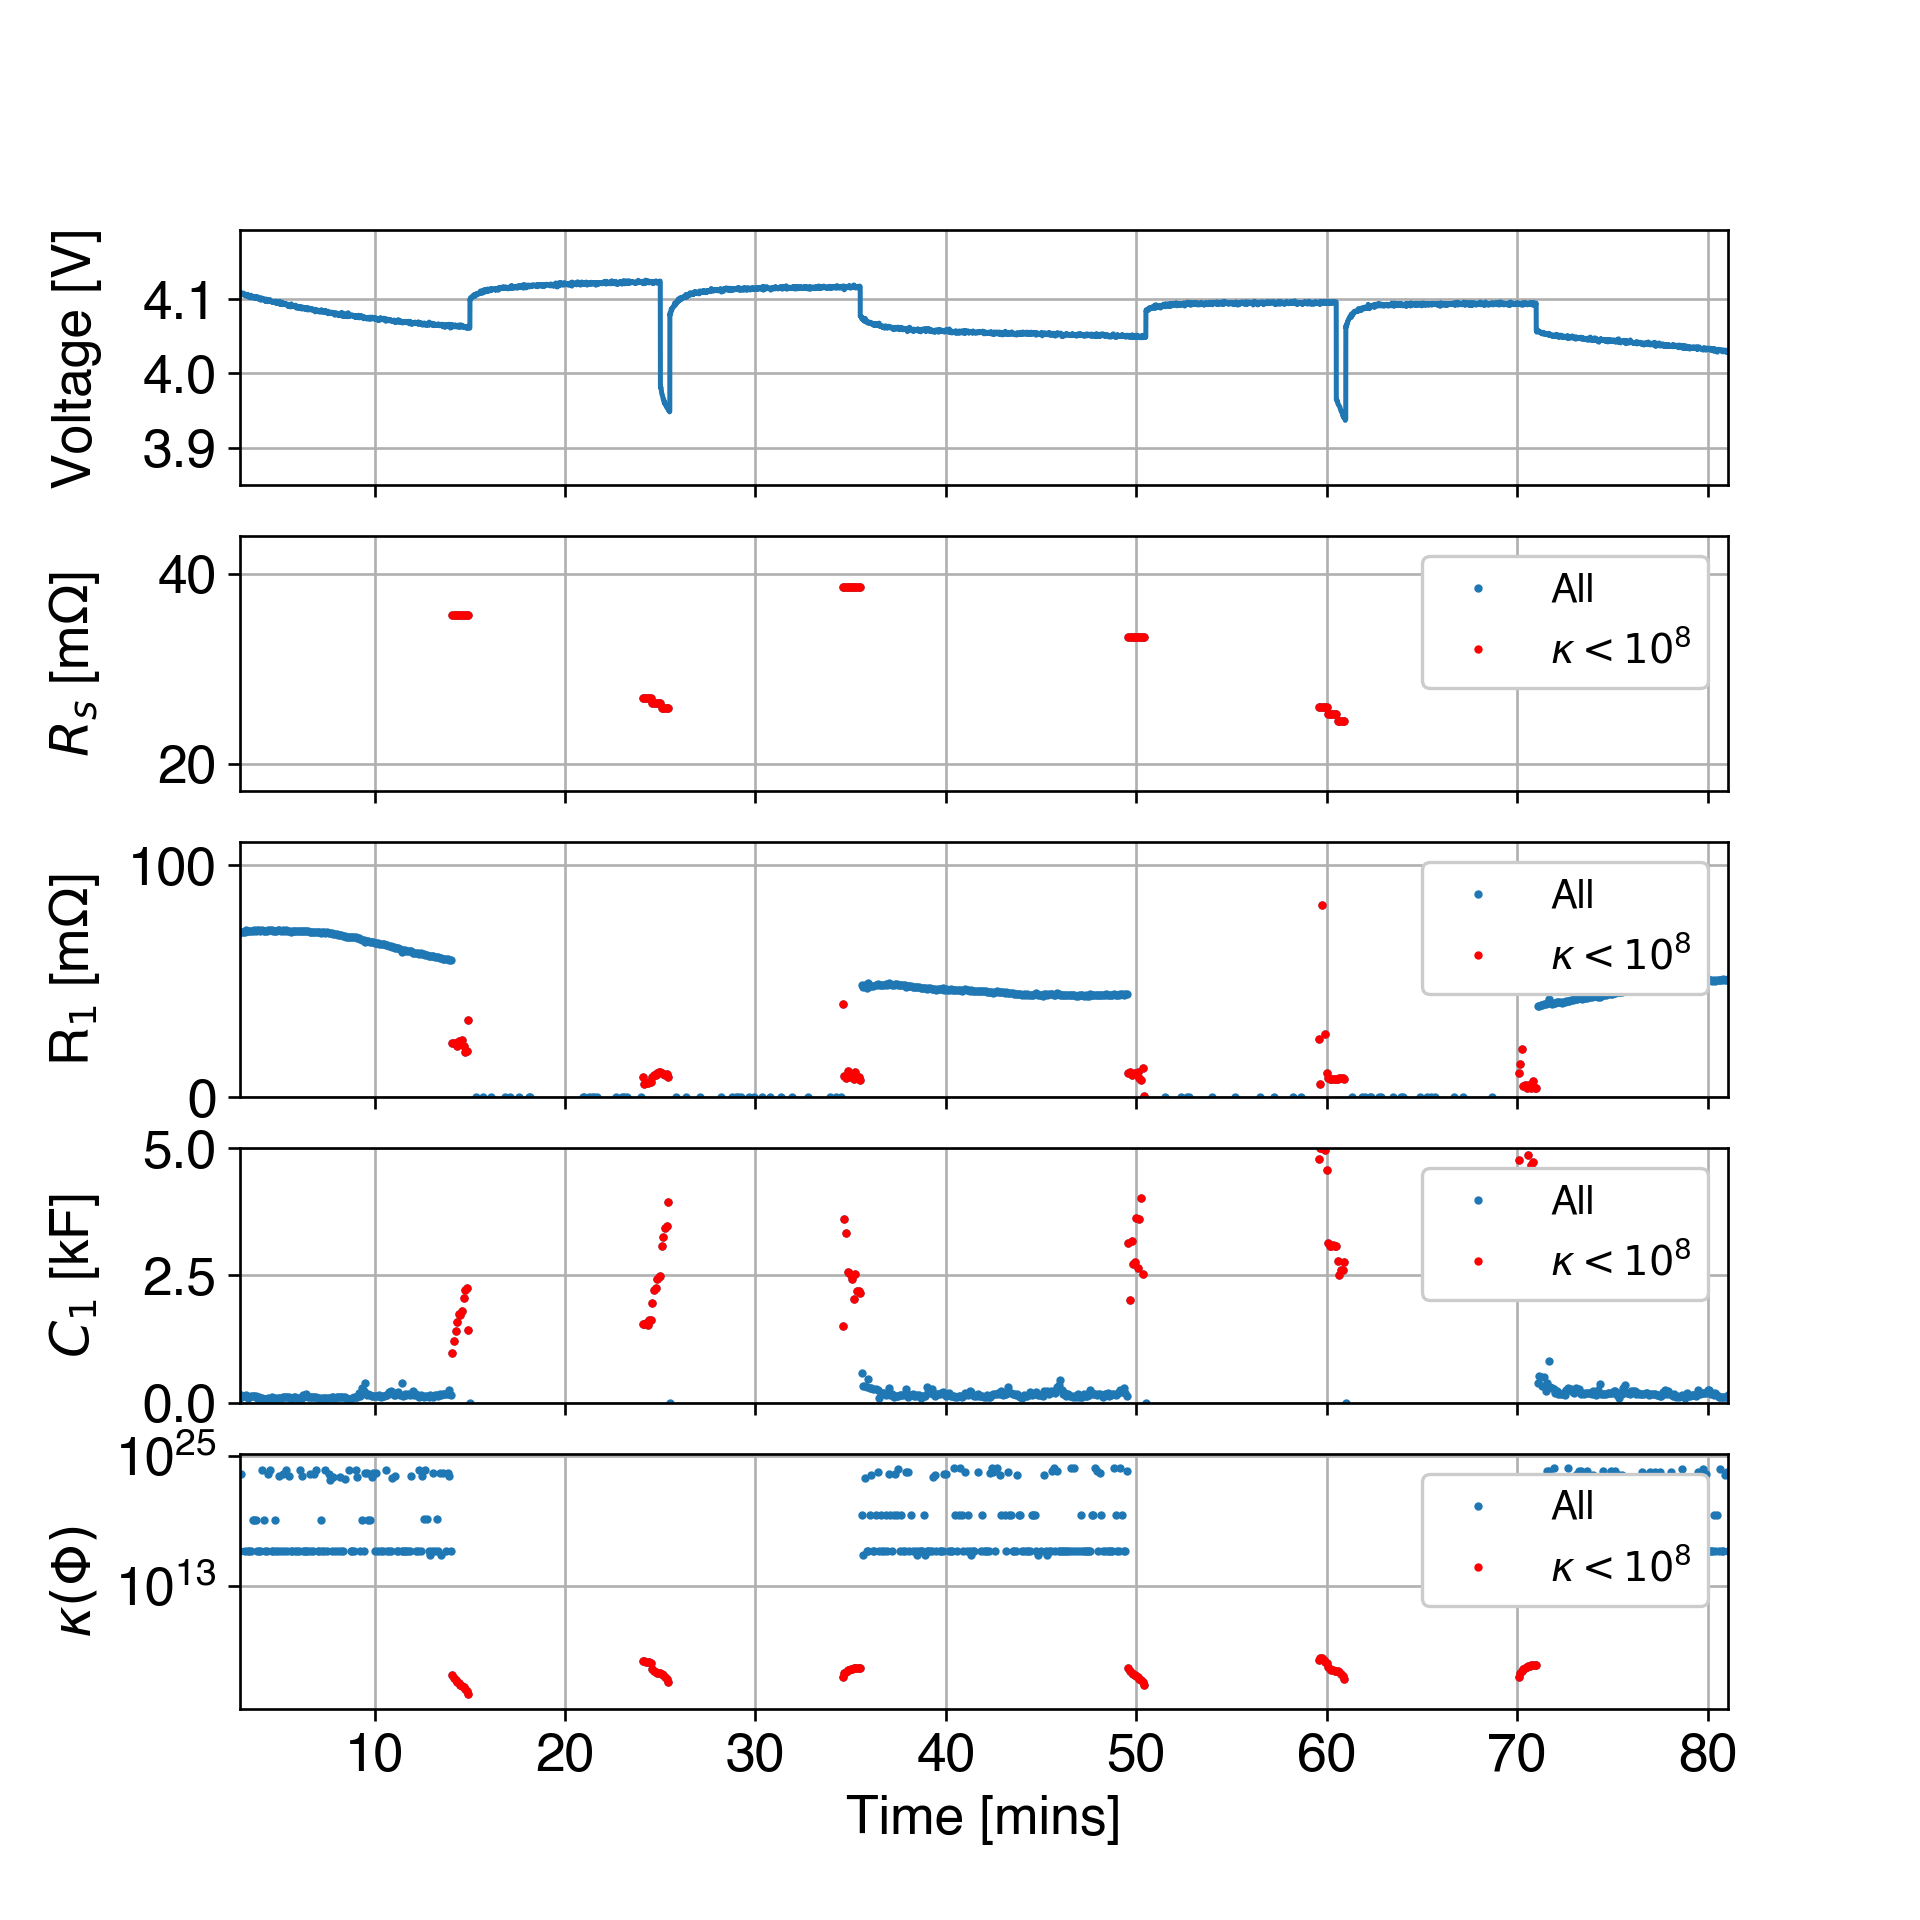 Voltage [V]
4.1
4.0
3.9
R_s [mΩ]
40
20
All
κ < 10^8
R_1 [mΩ]
100
0
All
κ < 10^8
C_1 [kF]
5.0
2.5
0.0
All
κ < 10^8
κ(Φ)
10^25
10^13
All
κ < 10^8
10 20 30 40 50 60 70 80
Time [mins]